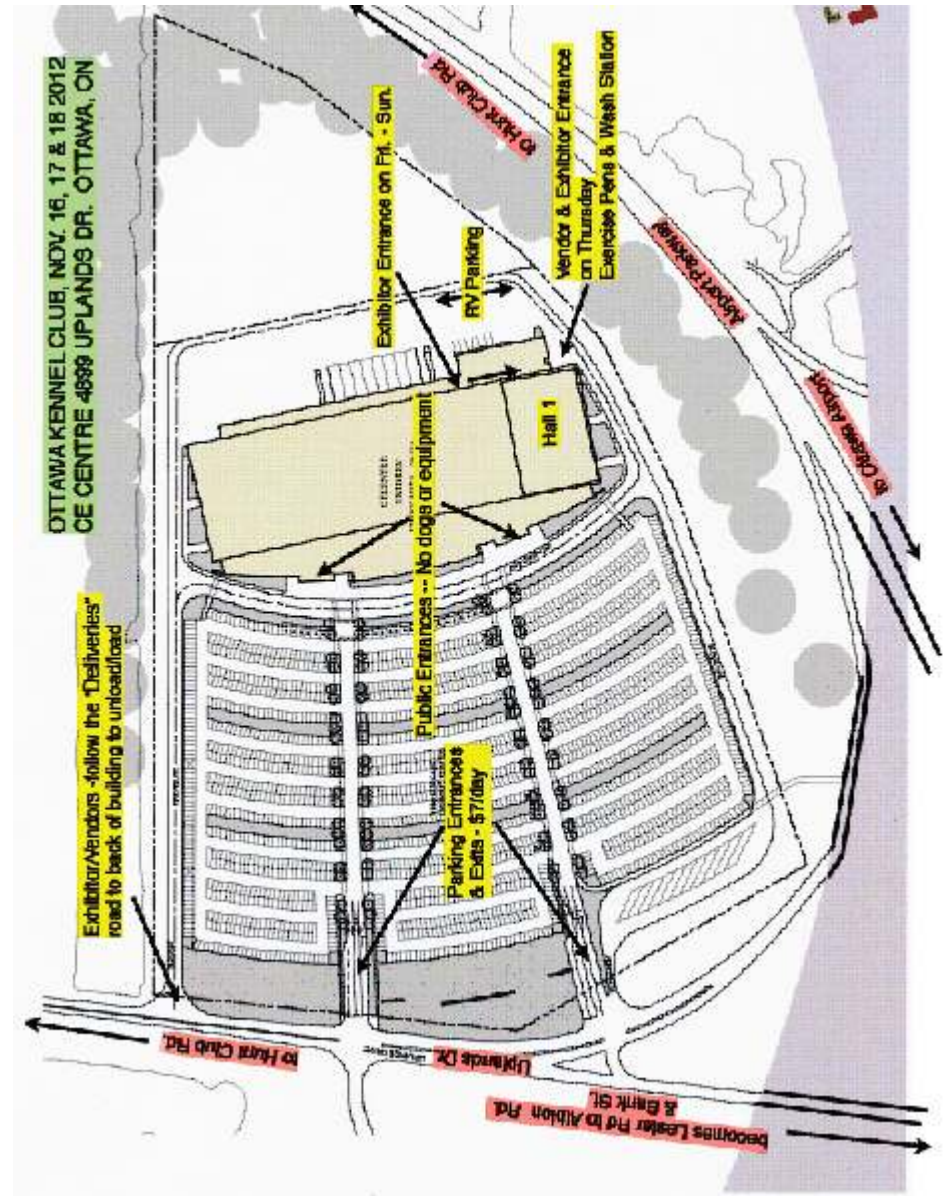 OTTAWA KENNEL CLUB, NOV. 16, 17 & 18 2012
CE CENTRE 4899 UPLANDS DR. OTTAWA, ON
Exhibitor/Vendors -follow the "Deliveries"
road to back of building to unload/load
Exhibitor Entrance on Fri. - Sun.
RV Parking
Vendor & Exhibitor Entrance
on Thursday
Exercise Pens & Wash Station
Hall 1
Public Entrances -- No dogs or equipment
Parking Entrances
& Exits - $7/day
to Hunt Club Rd.
Airport Parkway
to Ottawa Airport
to Hunt Club Rd.
Uplands Dr.
becomes Lester Rd to Albion Rd.
& Bank St.